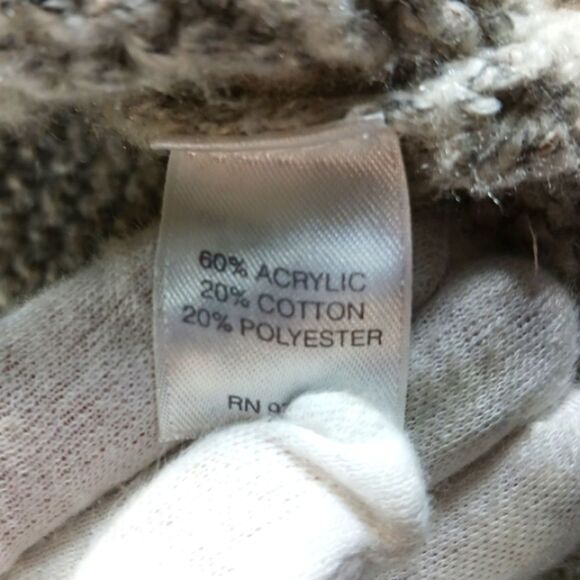 60% ACRYLIC
20% COTTON
20% POLYESTER
RN